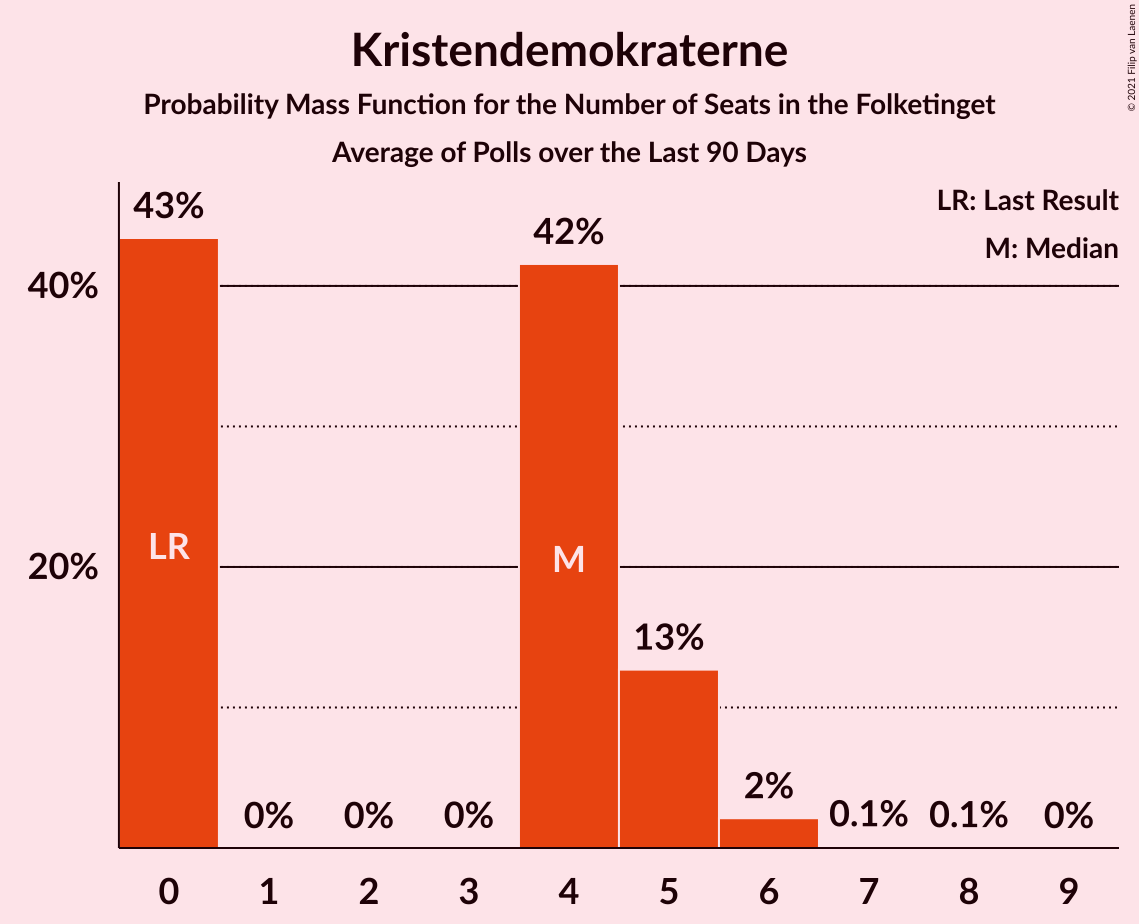 Kristendemokraterne
Probability Mass Function for the Number of Seats in the Folketinget
Average of Polls over the Last 90 Days
© 2021 Filip van Laenen
LR: Last Result
M: Median
43%
42%
40%
LR
M
20%
13%
2%
0%
0%
0%
0.1%
0.1%
0%
0
1
2
3
4
5
6
7
8
9